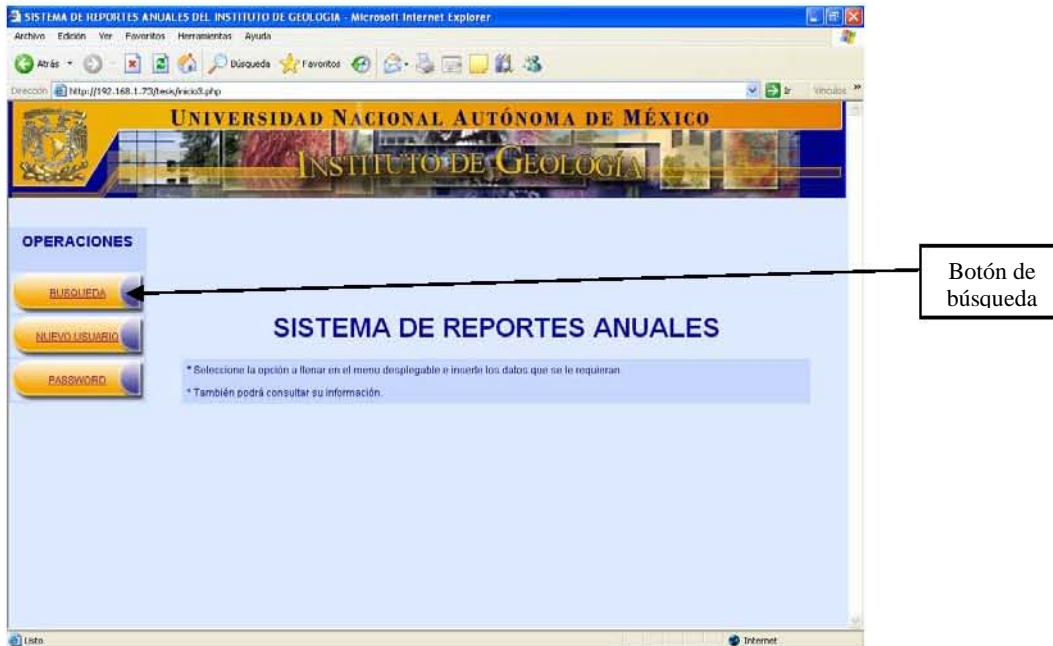 SISTEMA DE REPORTES ANUALES DEL INSTITUTO DE GEOLOGIA - Microsoft Internet Explorer
Archivo Edición Ver Favoritos Herramientas Ayuda
Atrás Búsqueda Favoritos
Dirección http://192.168.1.73/tesis/inicio3.php Ir Vínculos »
UNIVERSIDAD NACIONAL AUTÓNOMA DE MÉXICO
INSTITUTO DE GEOLOGÍA
OPERACIONES
BUSQUEDA
NUEVO USUARIO
PASSWORD
SISTEMA DE REPORTES ANUALES
* Seleccione la opción a llenar en el menu desplegable e inserte los datos que se le requieran
* También podrá consultar su información.
Botón de
búsqueda
Listo Internet